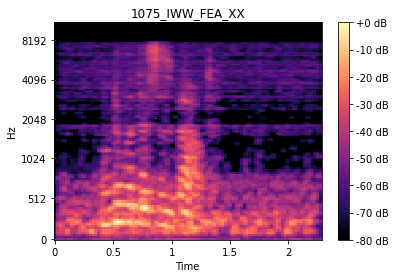 1075_IWW_FEA_XX
8192
4096
2048
1024
512
0
Hz
0
0.5
1
1.5
2
Time
+0 dB
-10 dB
-20 dB
-30 dB
-40 dB
-50 dB
-60 dB
-70 dB
-80 dB